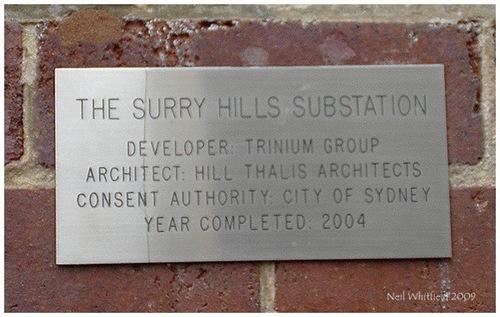 THE SURRY HILLS SUBSTATION
DEVELOPER: TRINIUM GROUP
ARCHITECT: HILL THALIS ARCHITECTS
CONSENT AUTHORITY: CITY OF SYDNEY
YEAR COMPLETED: 2004
Neil Whitfield 2009